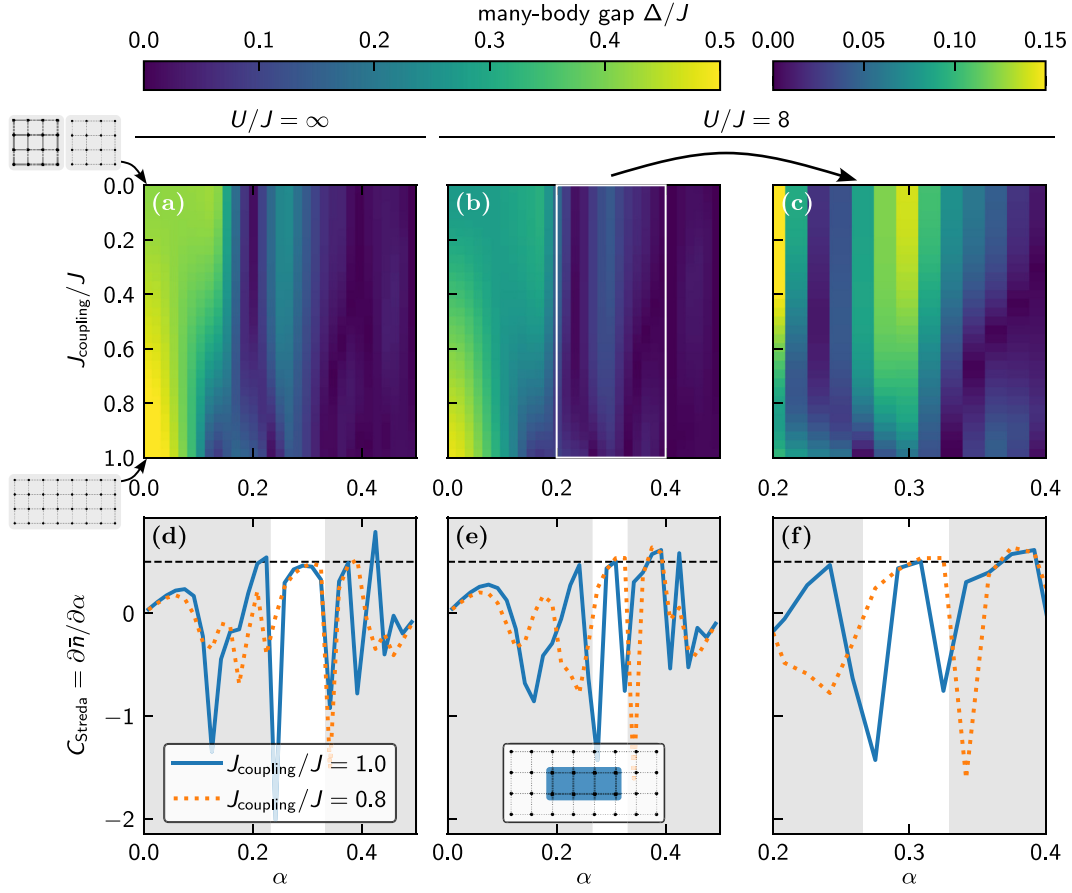 many-body gap Δ/J
0.0 0.1 0.2 0.3 0.4 0.5 0.00 0.05 0.10 0.15
U/J = ∞ U/J = 8
(a) (b) (c)
J_coupling/J
0.0
0.2
0.4
0.6
0.8
1.0
0.0 0.2 0.4 0.0 0.2 0.4 0.2 0.3 0.4
(d) (e) (f)
C_Streda = ∂n̄/∂α
0
−1
−2
J_coupling/J = 1.0
J_coupling/J = 0.8
0.0 0.2 0.4 0.0 0.2 0.4 0.2 0.3 0.4
α α α